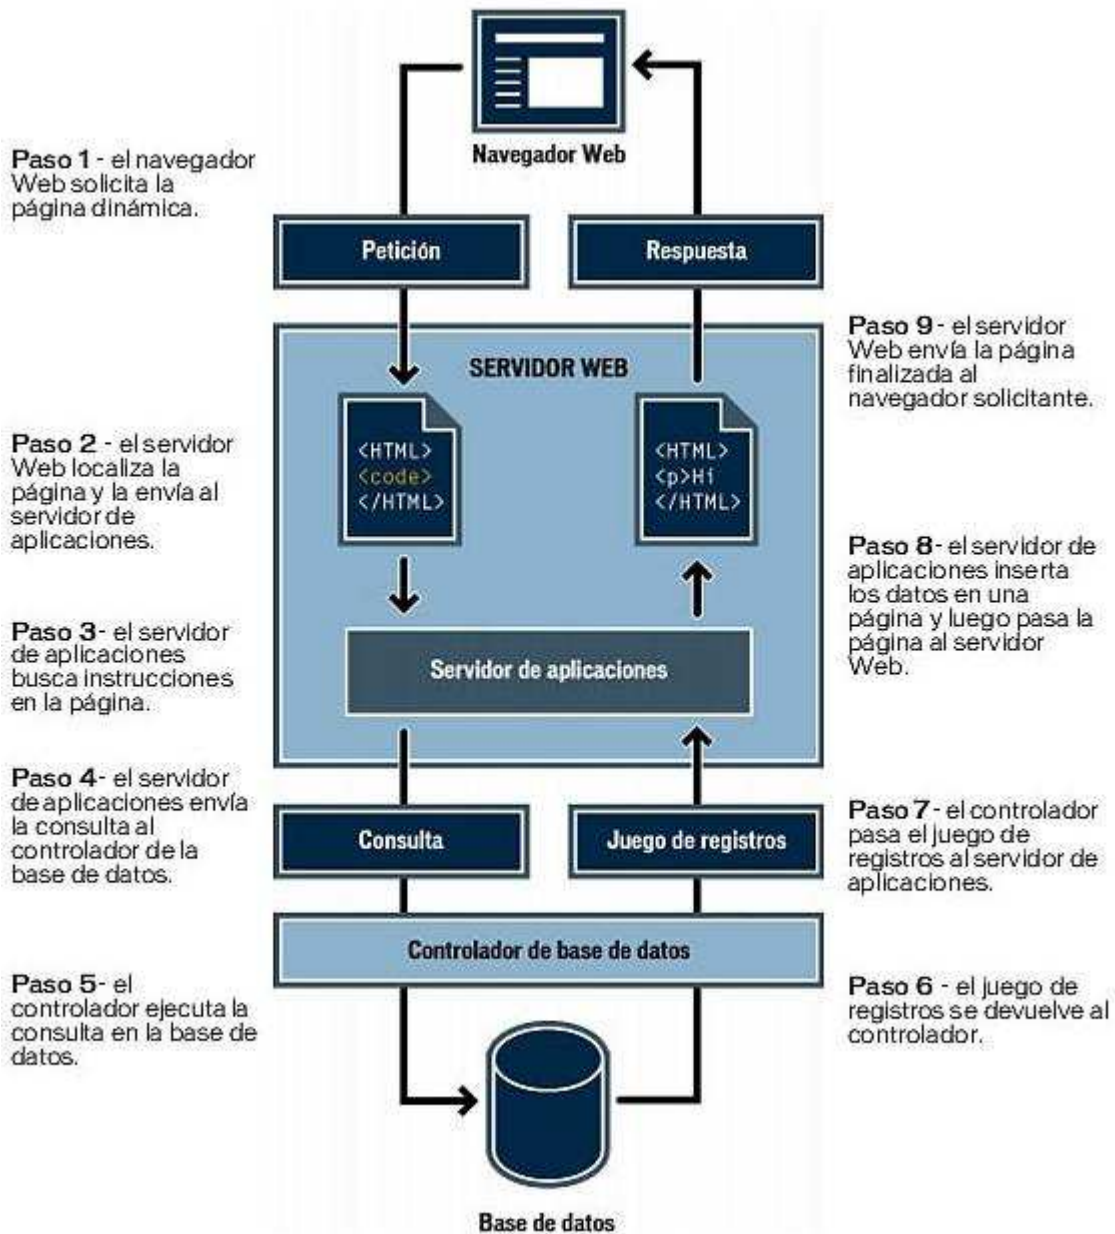 Navegador Web
Paso 1 - el navegador
Web solicita la
página dinámica.
Petición
Respuesta
SERVIDOR WEB
<HTML>
<code>
</HTML>
<HTML>
<p>Hi
</HTML>
Paso 2 - el servidor
Web localiza la
página y la envía al
servidor de
aplicaciones.
Paso 3 - el servidor
de aplicaciones
busca instrucciones
en la página.
Servidor de aplicaciones
Paso 4 - el servidor
de aplicaciones envía
la consulta al
controlador de la
base de datos.
Consulta
Juego de registros
Controlador de base de datos
Paso 5 - el
controlador ejecuta la
consulta en la base de
datos.
Base de datos
Paso 6 - el juego de
registros se devuelve al
controlador.
Paso 7 - el controlador
pasa el juego de
registros al servidor de
aplicaciones.
Paso 8 - el servidor de
aplicaciones inserta
los datos en una
página y luego pasa la
página al servidor
Web.
Paso 9 - el servidor
Web envía la página
finalizada al
navegador solicitante.